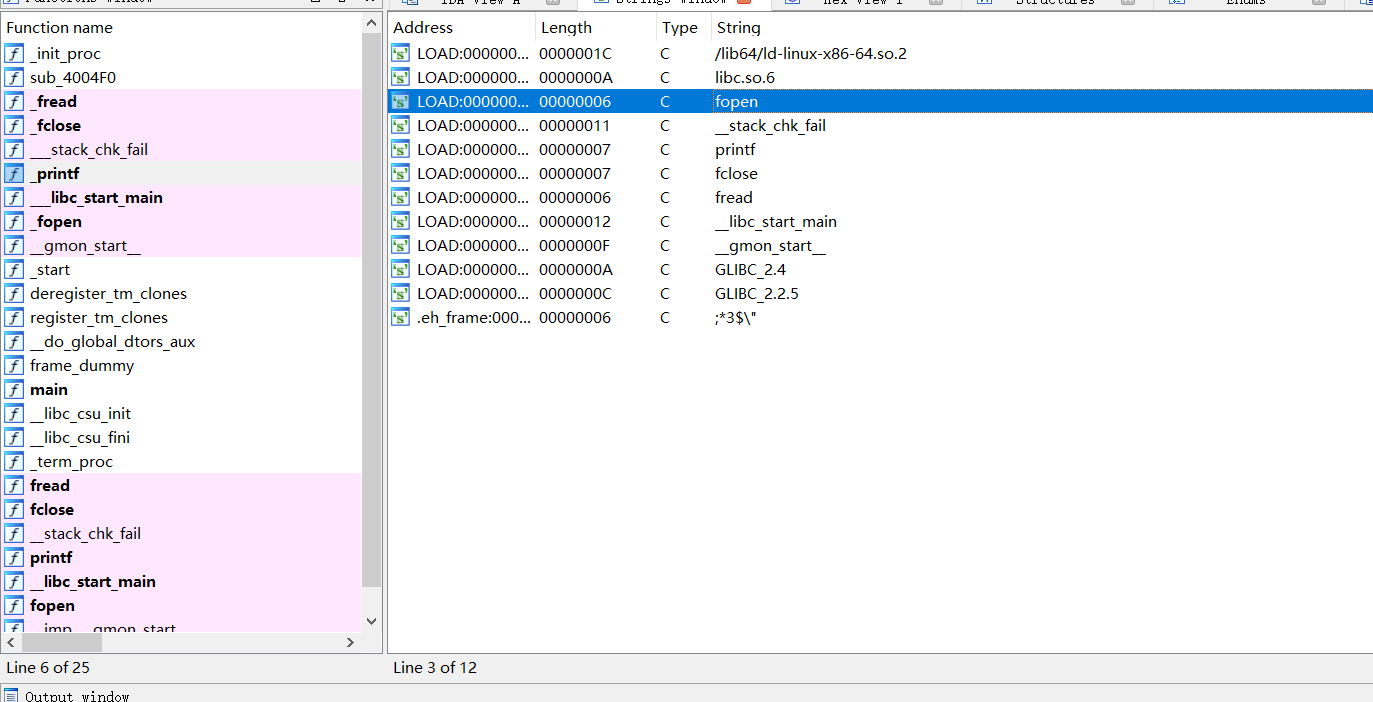 Functions window
Function name
_init_proc
sub_4004F0
_fread
_fclose
___stack_chk_fail
_printf
___libc_start_main
_fopen
__gmon_start__
_start
deregister_tm_clones
register_tm_clones
__do_global_dtors_aux
frame_dummy
main
__libc_csu_init
__libc_csu_fini
_term_proc
fread
fclose
__stack_chk_fail
printf
__libc_start_main
fopen
__imp___gmon_start__
Line 6 of 25
IDA View-A Strings window Hex View-1 Structures Enums
Address Length Type String
LOAD:000000... 0000001C C /lib64/ld-linux-x86-64.so.2
LOAD:000000... 0000000A C libc.so.6
LOAD:000000... 00000006 C fopen
LOAD:000000... 00000011 C __stack_chk_fail
LOAD:000000... 00000007 C printf
LOAD:000000... 00000007 C fclose
LOAD:000000... 00000006 C fread
LOAD:000000... 00000012 C __libc_start_main
LOAD:000000... 0000000F C __gmon_start__
LOAD:000000... 0000000A C GLIBC_2.4
LOAD:000000... 0000000C C GLIBC_2.2.5
.eh_frame:000... 00000006 C ;*3$\"
Line 3 of 12
Output window